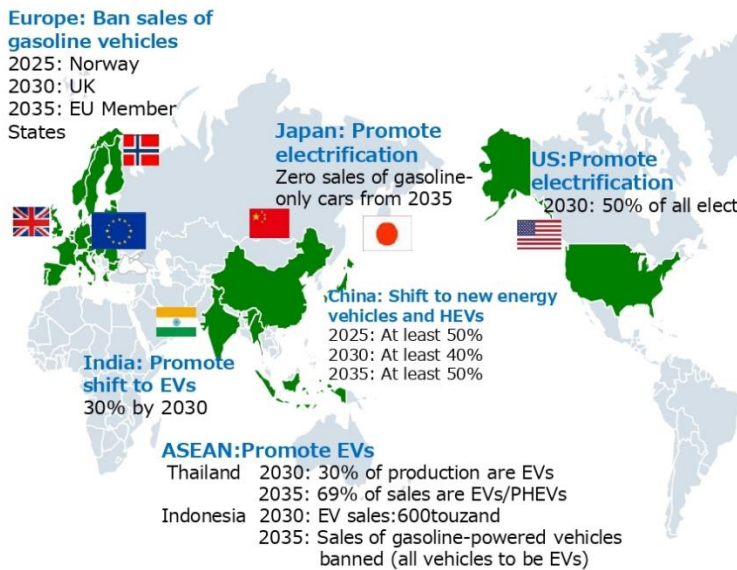 Europe: Ban sales of
gasoline vehicles
2025: Norway
2030: UK
2035: EU Member
States
Japan: Promote
electrification
Zero sales of gasoline-
only cars from 2035
US:Promote
electrification
2030: 50% of all elect
China: Shift to new energy
vehicles and HEVs
2025: At least 50%
2030: At least 40%
2035: At least 50%
India: Promote
shift to EVs
30% by 2030
ASEAN:Promote EVs
Thailand 2030: 30% of production are EVs
2035: 69% of sales are EVs/PHEVs
Indonesia 2030: EV sales:600touzand
2035: Sales of gasoline-powered vehicles
banned (all vehicles to be EVs)